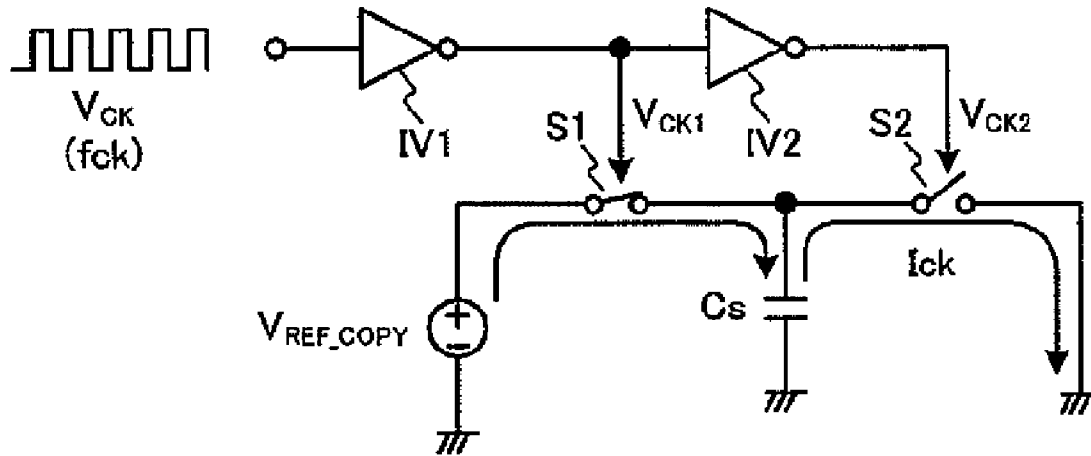 VCK
(fck)
IV1
S1
VCK1
IV2
S2
VCK2
VREF_COPY
+
−
Cs
Ick